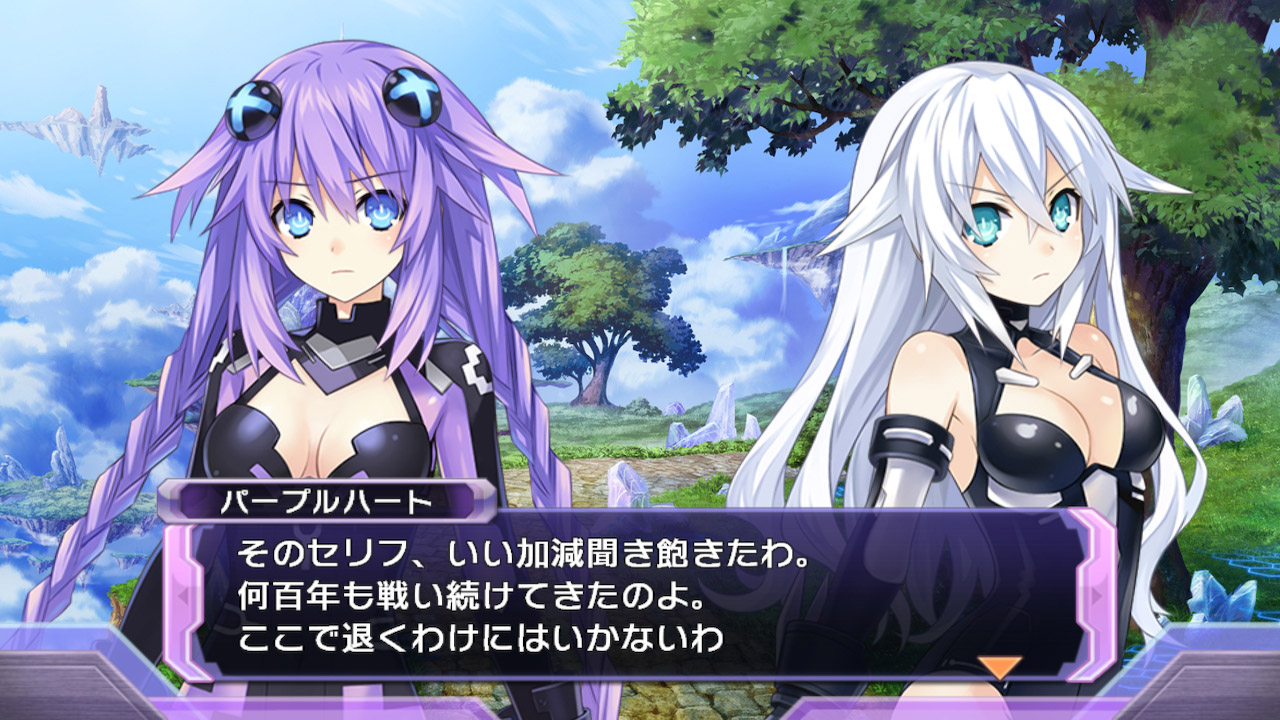 パープルハート
そのセリフ、いい加減聞き飽きたわ。
何百年も戦い続けてきたのよ。
ここで退くわけにはいかないわ